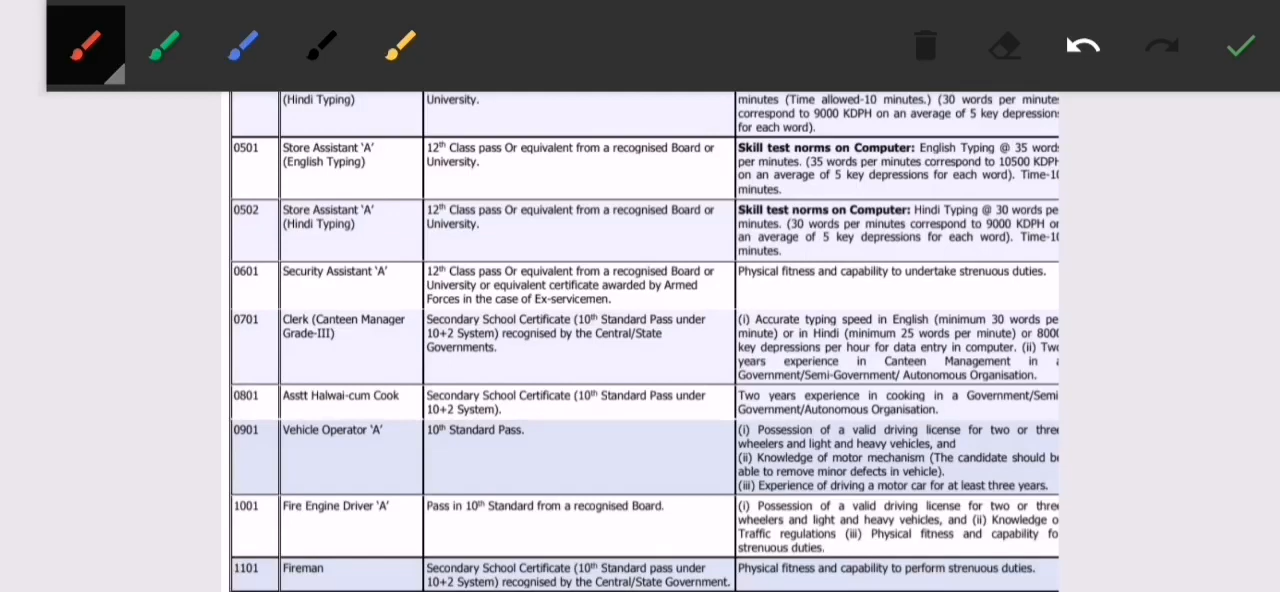 (Hindi Typing)
University.
minutes (Time allowed-10 minutes.) (30 words per minute
correspond to 9000 KDPH on an average of 5 key depression
for each word).
0501
Store Assistant 'A'
(English Typing)
12th Class pass Or equivalent from a recognised Board or
University.
Skill test norms on Computer: English Typing @ 35 word
per minutes. (35 words per minutes correspond to 10500 KDPH
on an average of 5 key depressions for each word). Time-10
minutes.
0502
Store Assistant 'A'
(Hindi Typing)
12th Class pass Or equivalent from a recognised Board or
University.
Skill test norms on Computer: Hindi Typing @ 30 words pe
minutes. (30 words per minutes correspond to 9000 KDPH on
an average of 5 key depressions for each word). Time-10
minutes.
0601
Security Assistant 'A'
12th Class pass Or equivalent from a recognised Board or
University or equivalent certificate awarded by Armed
Forces in the case of Ex-servicemen.
Physical fitness and capability to undertake strenuous duties.
0701
Clerk (Canteen Manager
Grade-III)
Secondary School Certificate (10th Standard Pass under
10+2 System) recognised by the Central/State
Governments.
(i) Accurate typing speed in English (minimum 30 words pe
minute) or in Hindi (minimum 25 words per minute) or 8000
key depressions per hour for data entry in computer. (ii) Two
years experience in Canteen Management in a
Government/Semi-Government/ Autonomous Organisation.
0801
Asstt Halwai-cum Cook
Secondary School Certificate (10th Standard Pass under
10+2 System).
Two years experience in cooking in a Government/Semi
Government/Autonomous Organisation.
0901
Vehicle Operator 'A'
10th Standard Pass.
(i) Possession of a valid driving license for two or three
wheelers and light and heavy vehicles, and
(ii) Knowledge of motor mechanism (The candidate should be
able to remove minor defects in vehicle).
(iii) Experience of driving a motor car for at least three years.
1001
Fire Engine Driver 'A'
Pass in 10th Standard from a recognised Board.
(i) Possession of a valid driving license for two or three
wheelers and light and heavy vehicles, and (ii) Knowledge o
Traffic regulations (iii) Physical fitness and capability fo
strenuous duties.
1101
Fireman
Secondary School Certificate (10th Standard pass under
10+2 System) recognised by the Central/State Government.
Physical fitness and capability to perform strenuous duties.